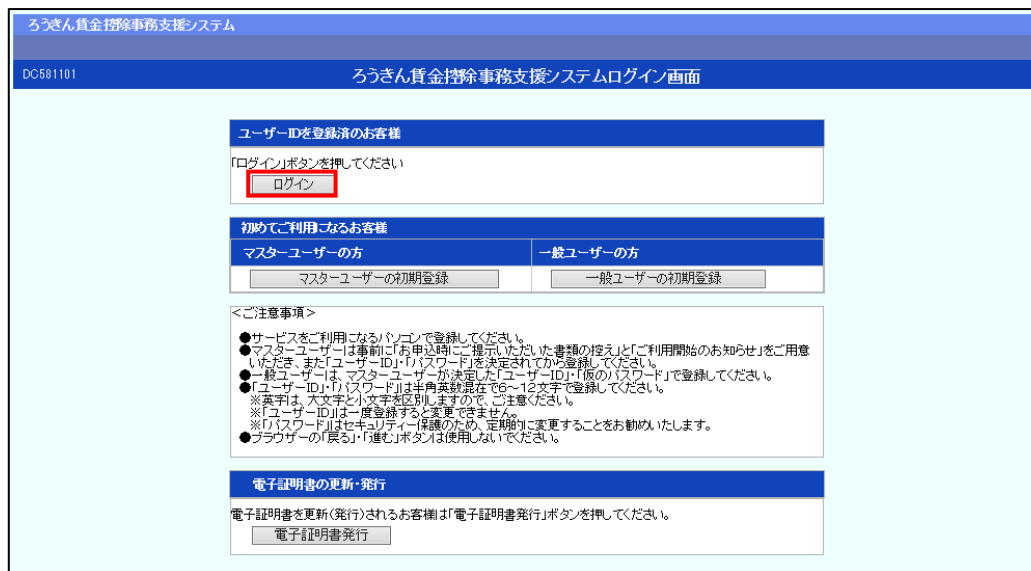 ろうきん賃金控除事務支援システム
DC581101
ろうきん賃金控除事務支援システムログイン画面
ユーザーIDを登録済のお客様
「ログイン」ボタンを押してください
ログイン
初めてご利用になるお客様
マスターユーザーの方
一般ユーザーの方
マスターユーザーの初期登録
一般ユーザーの初期登録
<ご注意事項>
●サービスをご利用になるパソコンで登録してください。
●マスターユーザーは事前に「お申込時にご提示いただいた書類の控え」と「ご利用開始のお知らせ」をご用意
いただき、また「ユーザーID」・「パスワード」を決定されてから登録してください。
●一般ユーザーは、マスターユーザーが決定した「ユーザーID」・「仮のパスワード」で登録してください。
●「ユーザーID」・「パスワード」は半角英数混在で6～12文字で登録してください。
※英字は、大文字と小文字を区別しますので、ご注意ください。
※「ユーザーID」は一度登録すると変更できません。
※「パスワード」はセキュリティー保護のため、定期的に変更することをお勧めいたします。
●ブラウザーの「戻る」・「進む」ボタンは使用しないでください。
電子証明書の更新・発行
電子証明書を更新(発行)されるお客様は「電子証明書発行」ボタンを押してください。
電子証明書発行